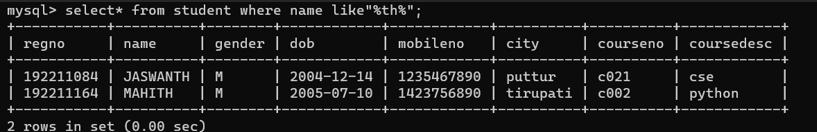 mysql> select* from student where name like"%th%";
+-----------+----------+--------+------------+------------+----------+----------+------------+
| regno     | name     | gender | dob        | mobileno   | city     | courseno | coursedesc |
+-----------+----------+--------+------------+------------+----------+----------+------------+
| 192211084 | JASWANTH | M      | 2004-12-14 | 1235467890 | puttur   | c021     | cse        |
| 192211164 | MAHITH   | M      | 2005-07-10 | 1423756890 | tirupati | c002     | python     |
+-----------+----------+--------+------------+------------+----------+----------+------------+
2 rows in set (0.00 sec)